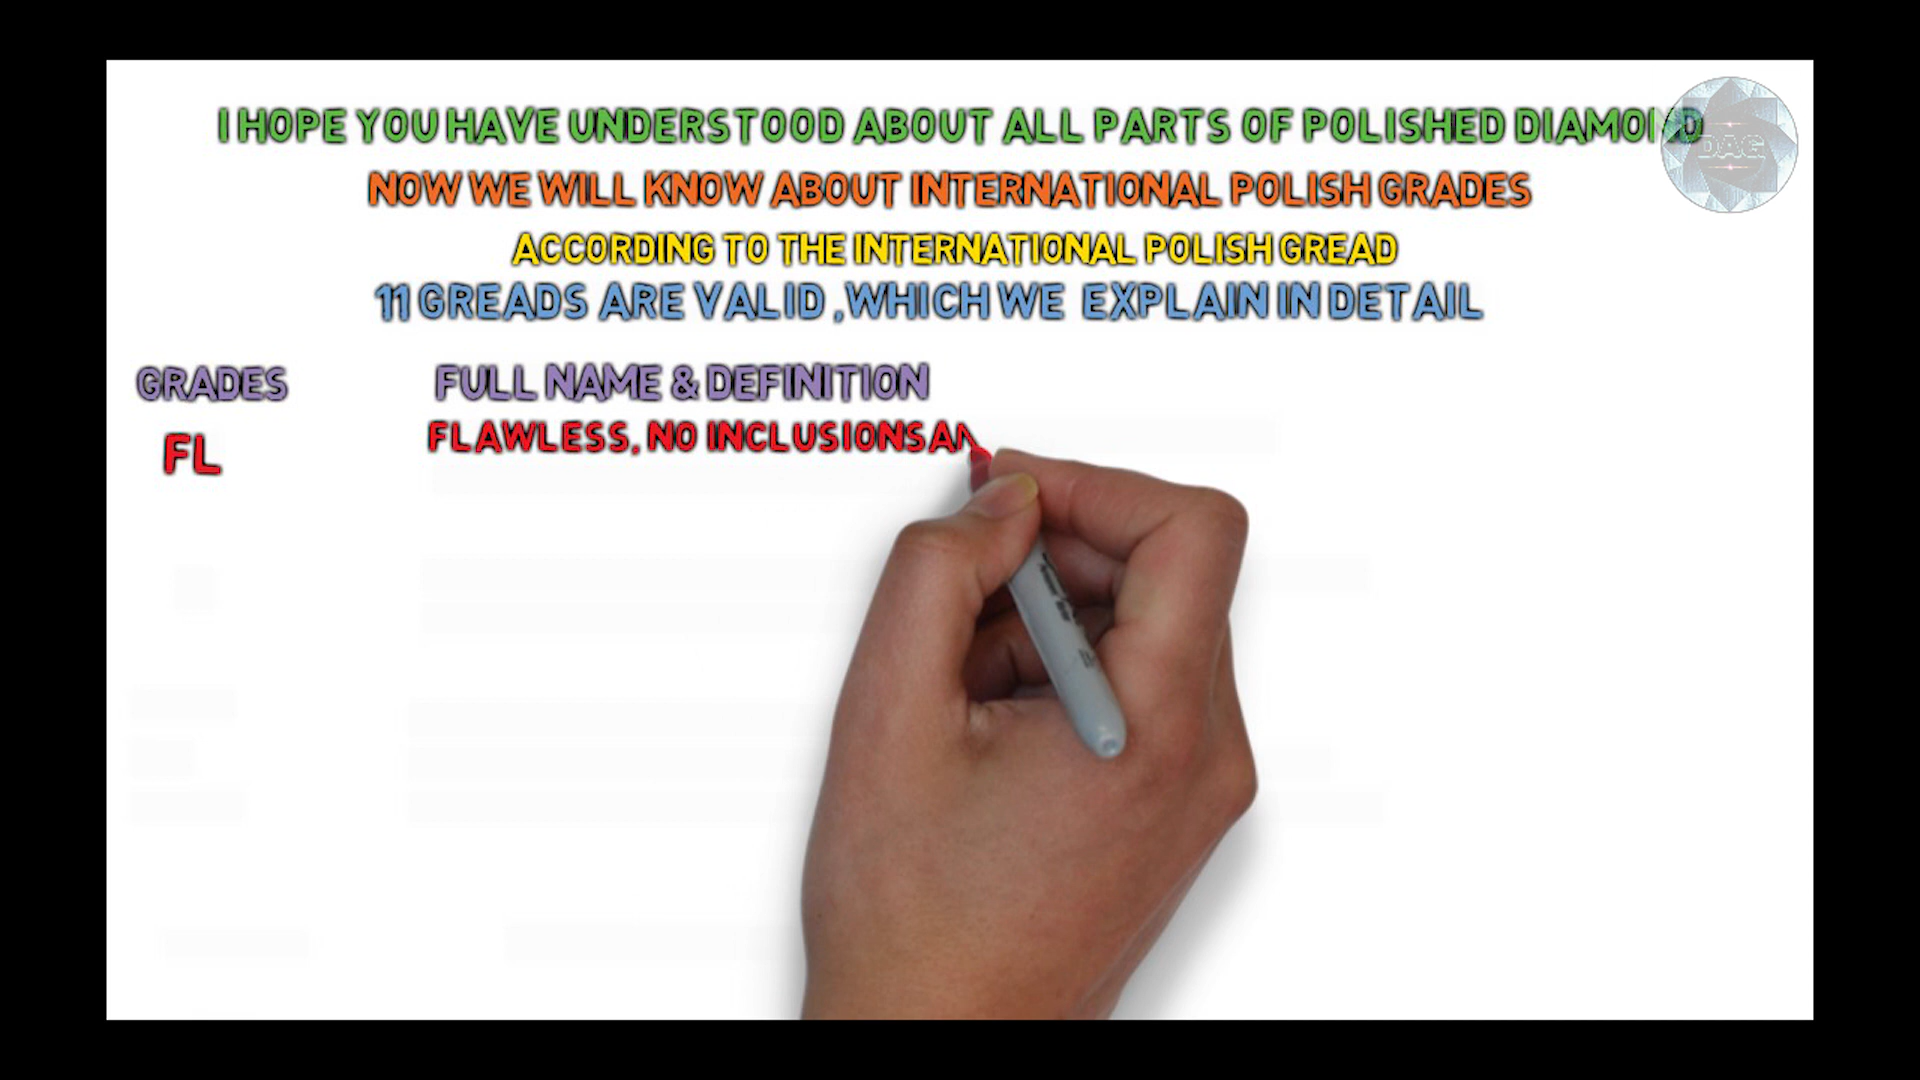 I HOPE YOU HAVE UNDERSTOOD ABOUT ALL PARTS OF POLISHED DIAMOND
DAG
NOW WE WILL KNOW ABOUT INTERNATIONAL POLISH GRADES
ACCORDING TO THE INTERNATIONAL POLISH GREAD
11 GREADS ARE VALID ,WHICH WE EXPLAIN IN DETAIL
GRADES FULL NAME & DEFINITION
FL FLAWLESS, NO INCLUSIONS AN